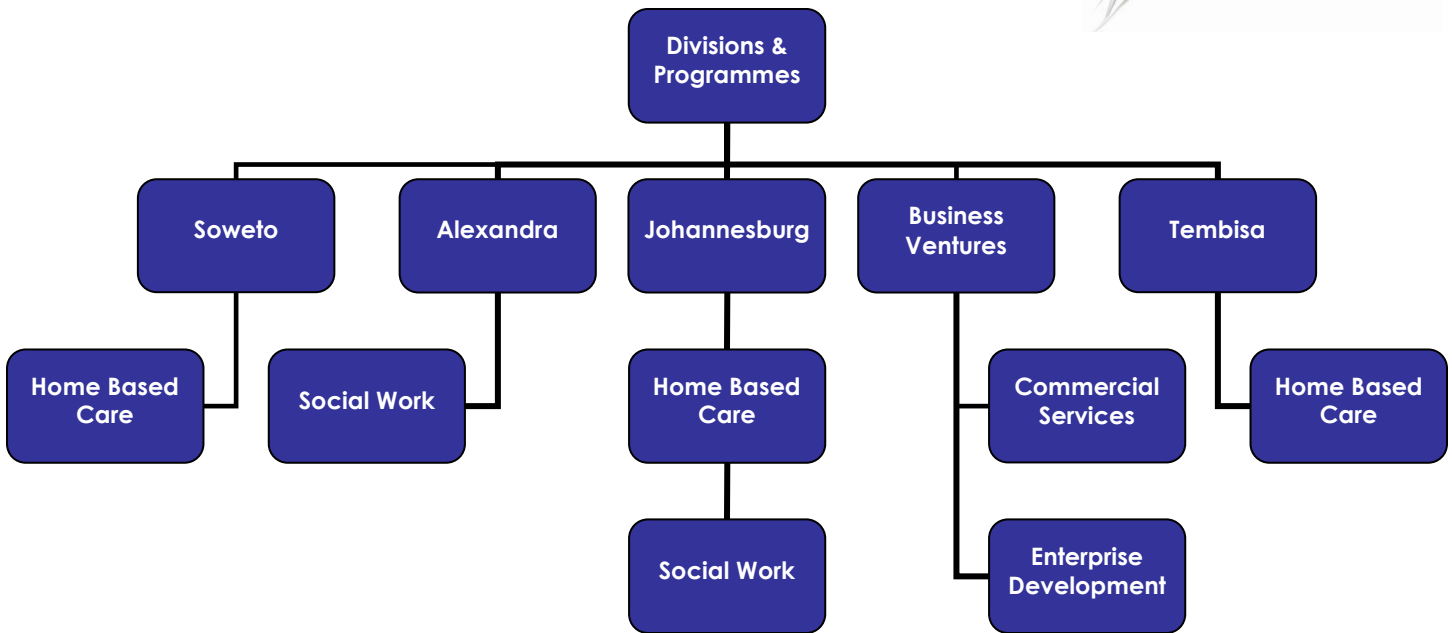 Divisions &
Programmes
Soweto
Alexandra
Johannesburg
Business
Ventures
Tembisa
Home Based
Care
Social Work
Home Based
Care
Commercial
Services
Home Based
Care
Social Work
Enterprise
Development